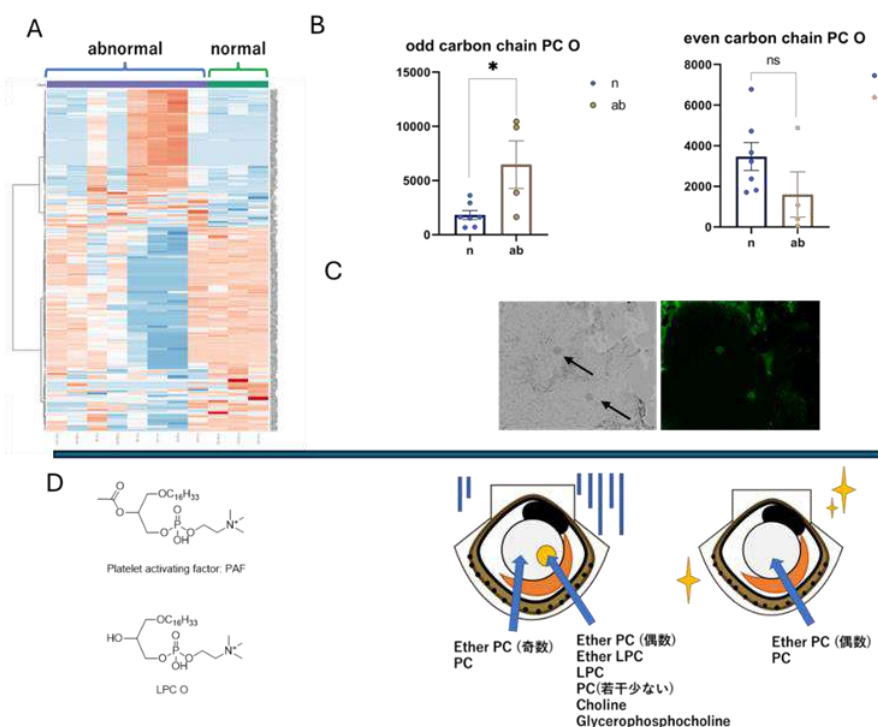 A
abnormal
normal
B
odd carbon chain PC O
15000
10000
5000
0
*
n
ab
n
ab
even carbon chain PC O
8000
6000
4000
2000
0
ns
n
ab
C
D
O
O
OC₁₆H₃₃
O
O-P-O
OH
N⁺
Platelet activating factor: PAF
HO
OC₁₆H₃₃
O
O-P-O
OH
N⁺
LPC O
Ether PC (奇数)
PC
Ether PC (偶数)
Ether LPC
LPC
PC(若干少ない)
Choline
Glycerophosphocholine
Ether PC (偶数)
PC